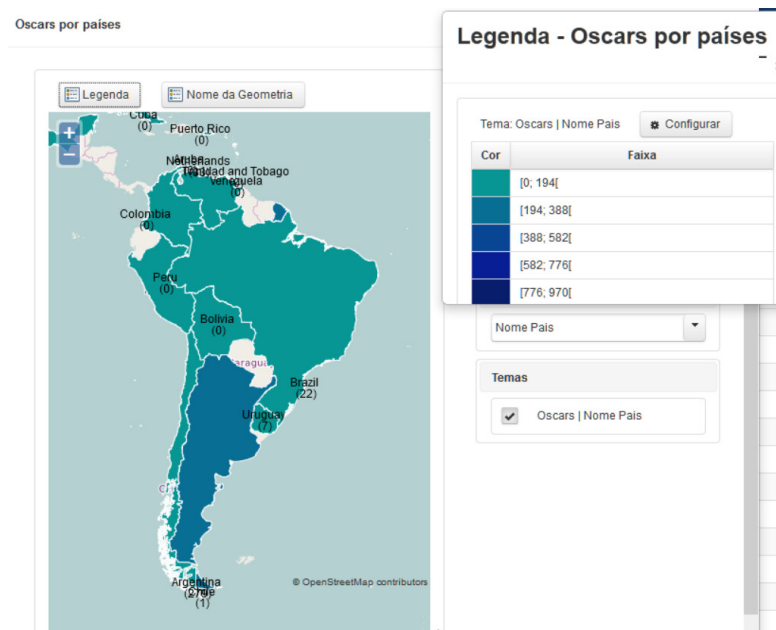 Oscars por países
Legenda
Nome da Geometria
Cuba
(0)
Puerto Rico
(0)
Trinidad and Tobago
Venezuela
(0)
Colombia
(0)
Peru
(0)
Bolivia
(0)
Brazil
(22)
Uruguay
(7)
Argentina
(1)
© OpenStreetMap contributors
Legenda - Oscars por países
Tema: Oscars | Nome Pais
Configurar
Cor Faixa
[0; 194[
[194; 388[
[388; 582[
[582; 776[
[776; 970[
Nome Pais
Temas
Oscars | Nome Pais